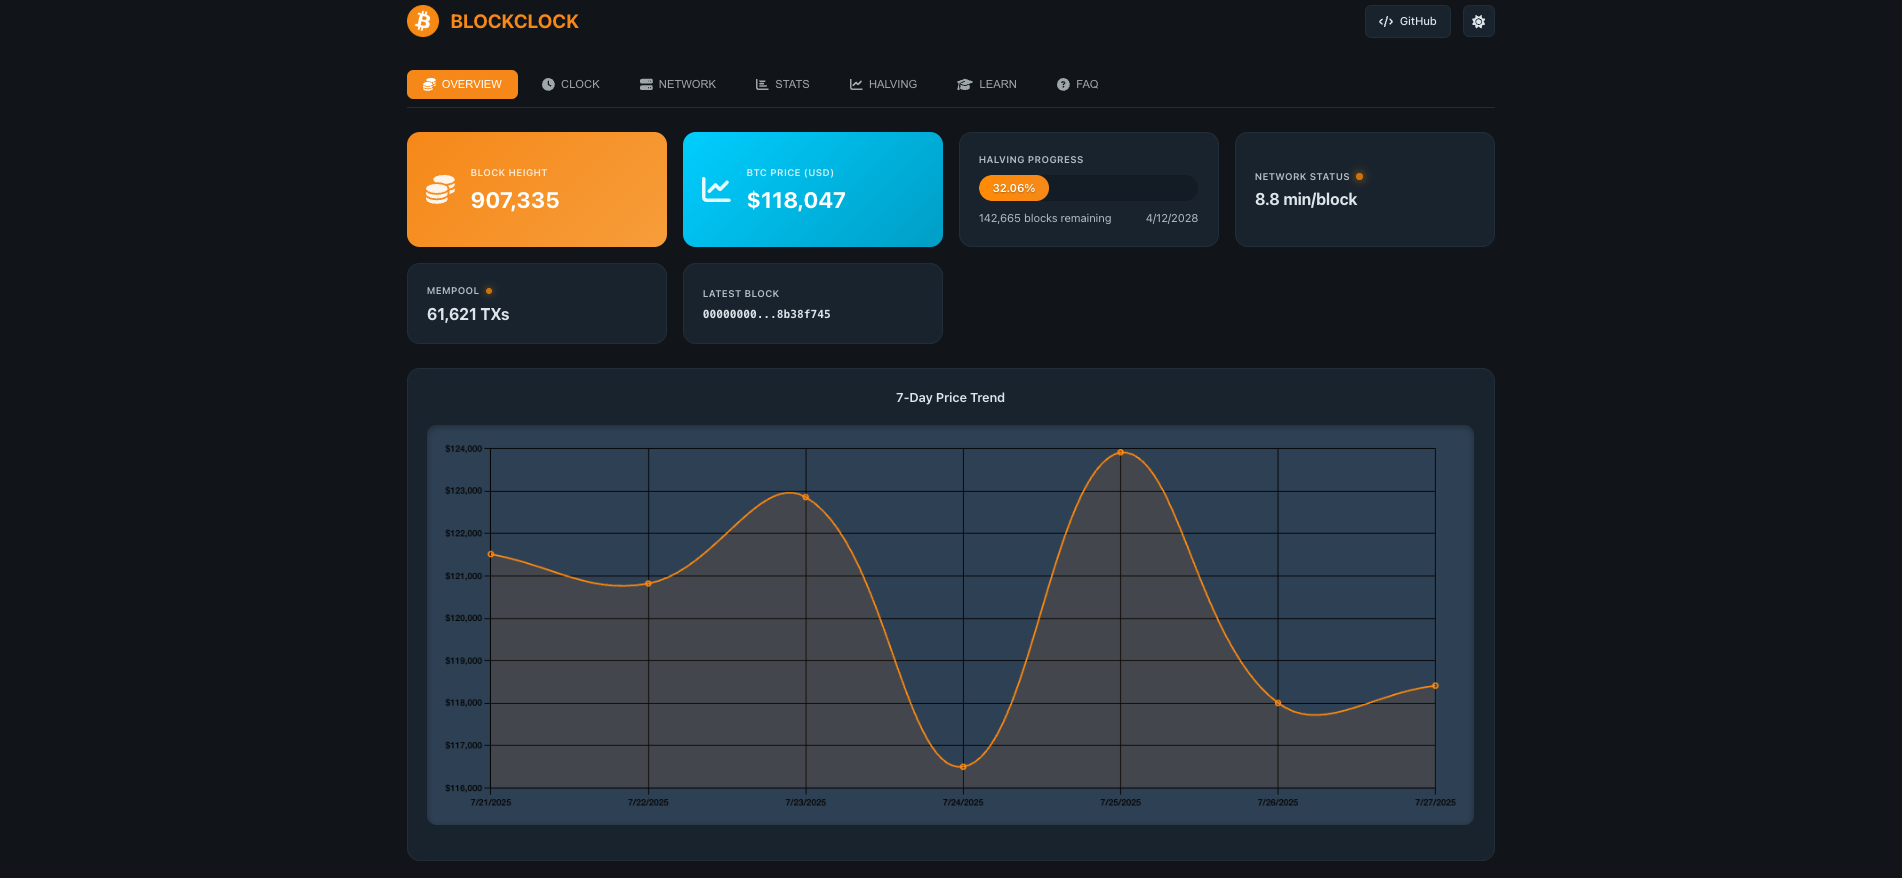 BLOCKCLOCK
GitHub
OVERVIEW
CLOCK
NETWORK
STATS
HALVING
LEARN
FAQ
BLOCK HEIGHT
907,335
BTC PRICE (USD)
$118,047
HALVING PROGRESS
32.06%
142,665 blocks remaining
4/12/2028
NETWORK STATUS
8.8 min/block
MEMPOOL
61,621 TXs
LATEST BLOCK
00000000...8b38f745
7-Day Price Trend
$124,000
$123,000
$122,000
$121,000
$120,000
$119,000
$118,000
$117,000
$116,000
7/21/2025
7/22/2025
7/23/2025
7/24/2025
7/25/2025
7/26/2025
7/27/2025